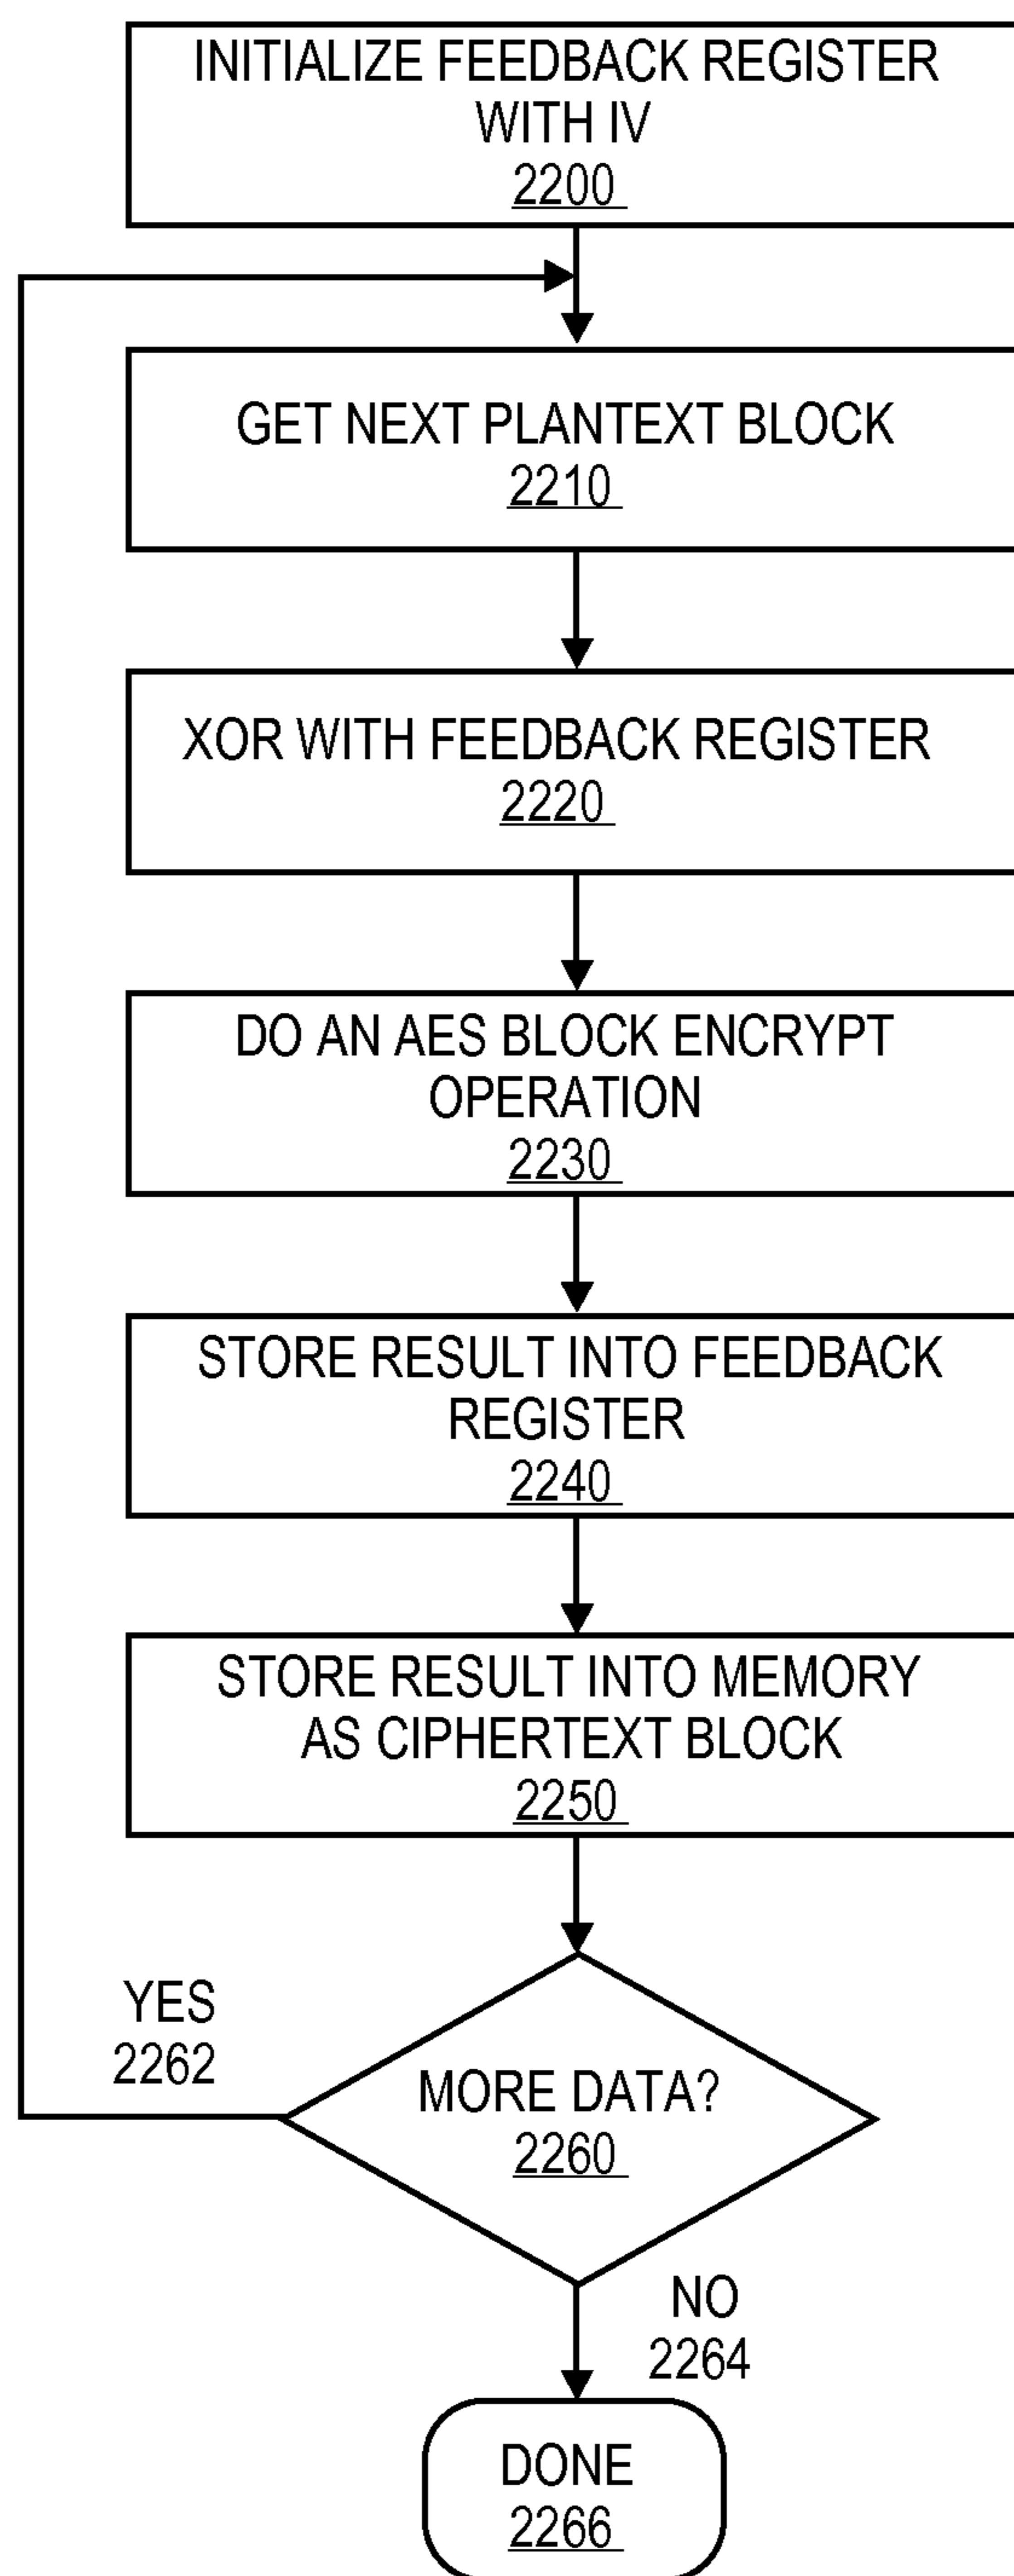 INITIALIZE FEEDBACK REGISTER
WITH IV
2200
GET NEXT PLANTEXT BLOCK
2210
XOR WITH FEEDBACK REGISTER
2220
DO AN AES BLOCK ENCRYPT
OPERATION
2230
STORE RESULT INTO FEEDBACK
REGISTER
2240
STORE RESULT INTO MEMORY
AS CIPHERTEXT BLOCK
2250
YES
2262
MORE DATA?
2260
NO
2264
DONE
2266